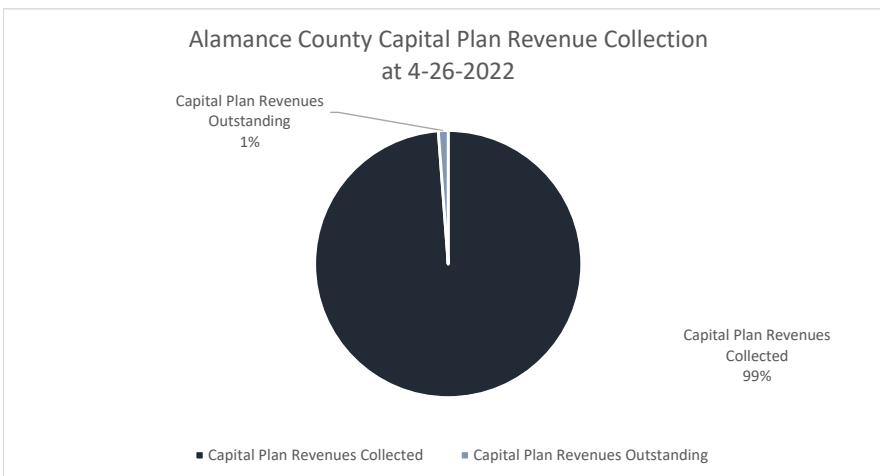 Alamance County Capital Plan Revenue Collection
at 4-26-2022
Capital Plan Revenues
Outstanding
1%
Capital Plan Revenues
Collected
99%
Capital Plan Revenues Collected
Capital Plan Revenues Outstanding